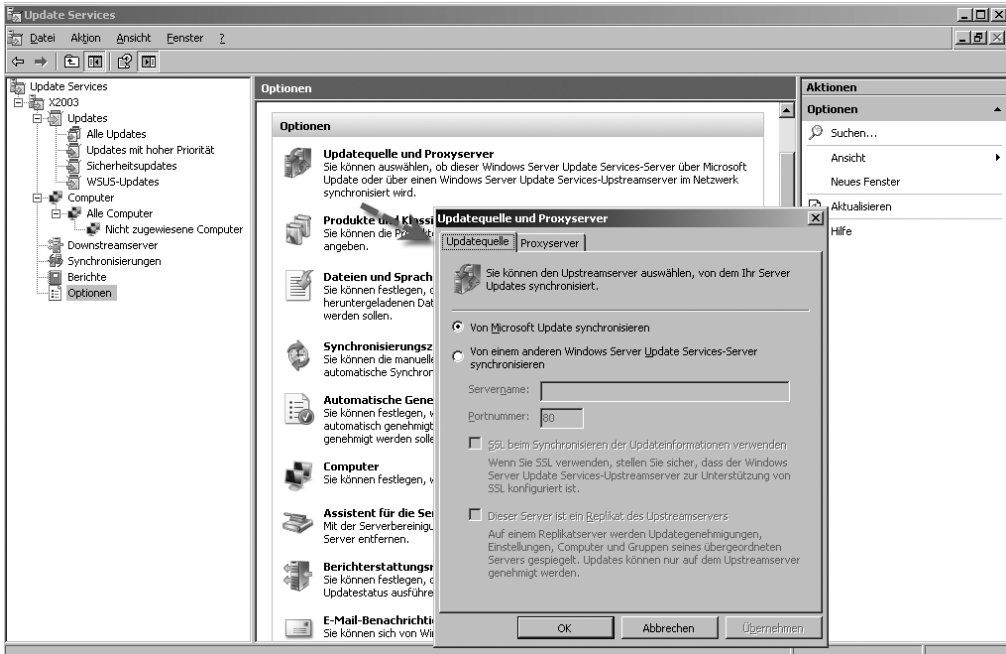 Update Services
Datei Aktion Ansicht Fenster ?
Update Services
X2003
Updates
Alle Updates
Updates mit hoher Priorität
Sicherheitsupdates
WSUS-Updates
Computer
Alle Computer
Nicht zugewiesene Computer
Downstreamserver
Synchronisierungen
Berichte
Optionen
Optionen
Optionen
Updatequelle und Proxyserver
Sie können auswählen, ob dieser Windows Server Update Services-Server über Microsoft
Update oder über einen Windows Server Update Services-Upstreamserver im Netzwerk
synchronisiert wird.
Produkte und Klassi
Sie können die
angeben.
Dateien und Sprach
Sie können festlegen,
heruntergeladenen Dat
werden sollen.
Synchronisierungsz
Sie können die manuelle
automatische Synchron
Automatische Gene
Sie können festlegen,
automatisch genehmigt
genehmigt werden solle
Computer
Sie können festlegen,
Assistent für die Se
Mit der Serverbereinigu
Server entfernen.
Berichterstattungsr
Sie können festlegen,
Updatestatus ausführe
E-Mail-Benachrichti
Sie können sich von
Updatequelle und Proxyserver
Updatequelle Proxyserver
Sie können den Upstreamserver auswählen, von dem Ihr Server
Updates synchronisiert.
Von Microsoft Update synchronisieren
Von einem anderen Windows Server Update Services-Server
synchronisieren
Servername:
Portnummer: 80
SSL beim Synchronisieren der Updateinformationen verwenden
Wenn Sie SSL verwenden, stellen Sie sicher, dass der Windows
Server Update Services-Upstreamserver zur Unterstützung von
SSL konfiguriert ist.
Dieser Server ist ein Replikat des Upstreamservers
Auf einem Replikatserver werden Updategenehmigungen,
Einstellungen, Computer und Gruppen seines übergeordneten
Servers gespiegelt. Updates können nur auf dem Upstreamserver
genehmigt werden.
OK Abbrechen Übernehmen
Aktionen
Optionen
Suchen...
Ansicht
Neues Fenster
Aktualisieren
Hilfe